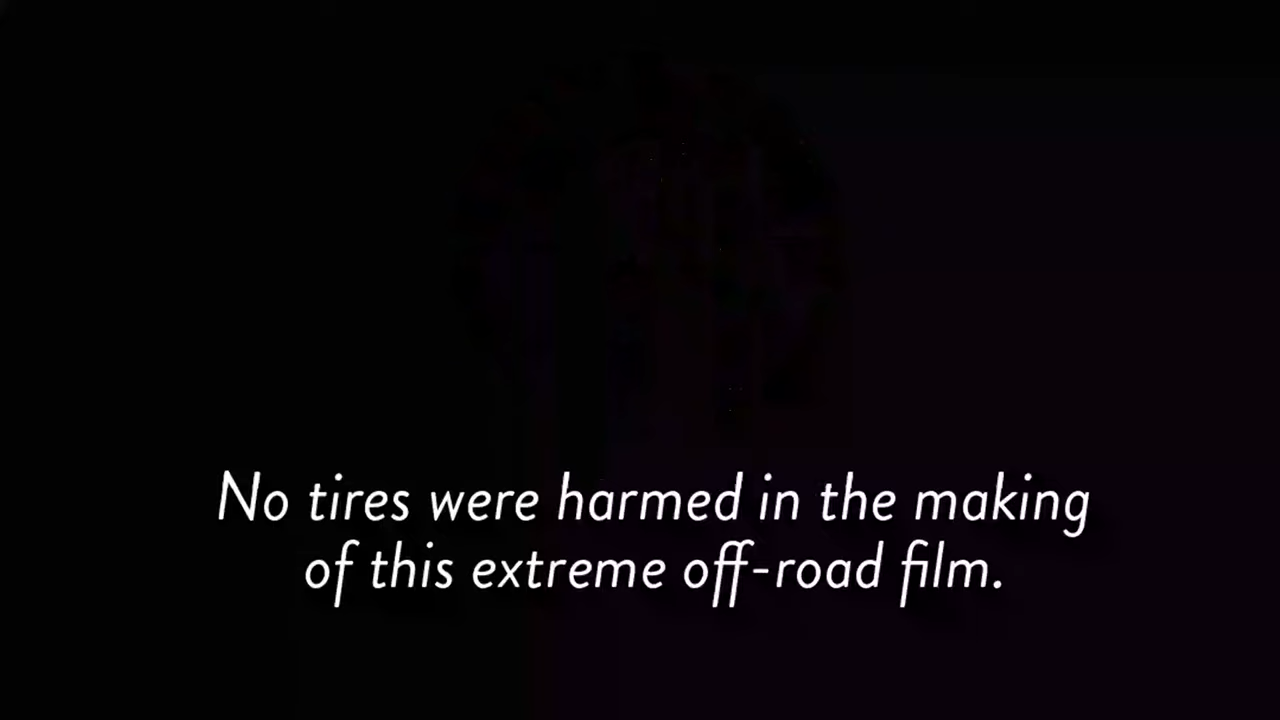 No tires were harmed in the making
of this extreme off-road film.